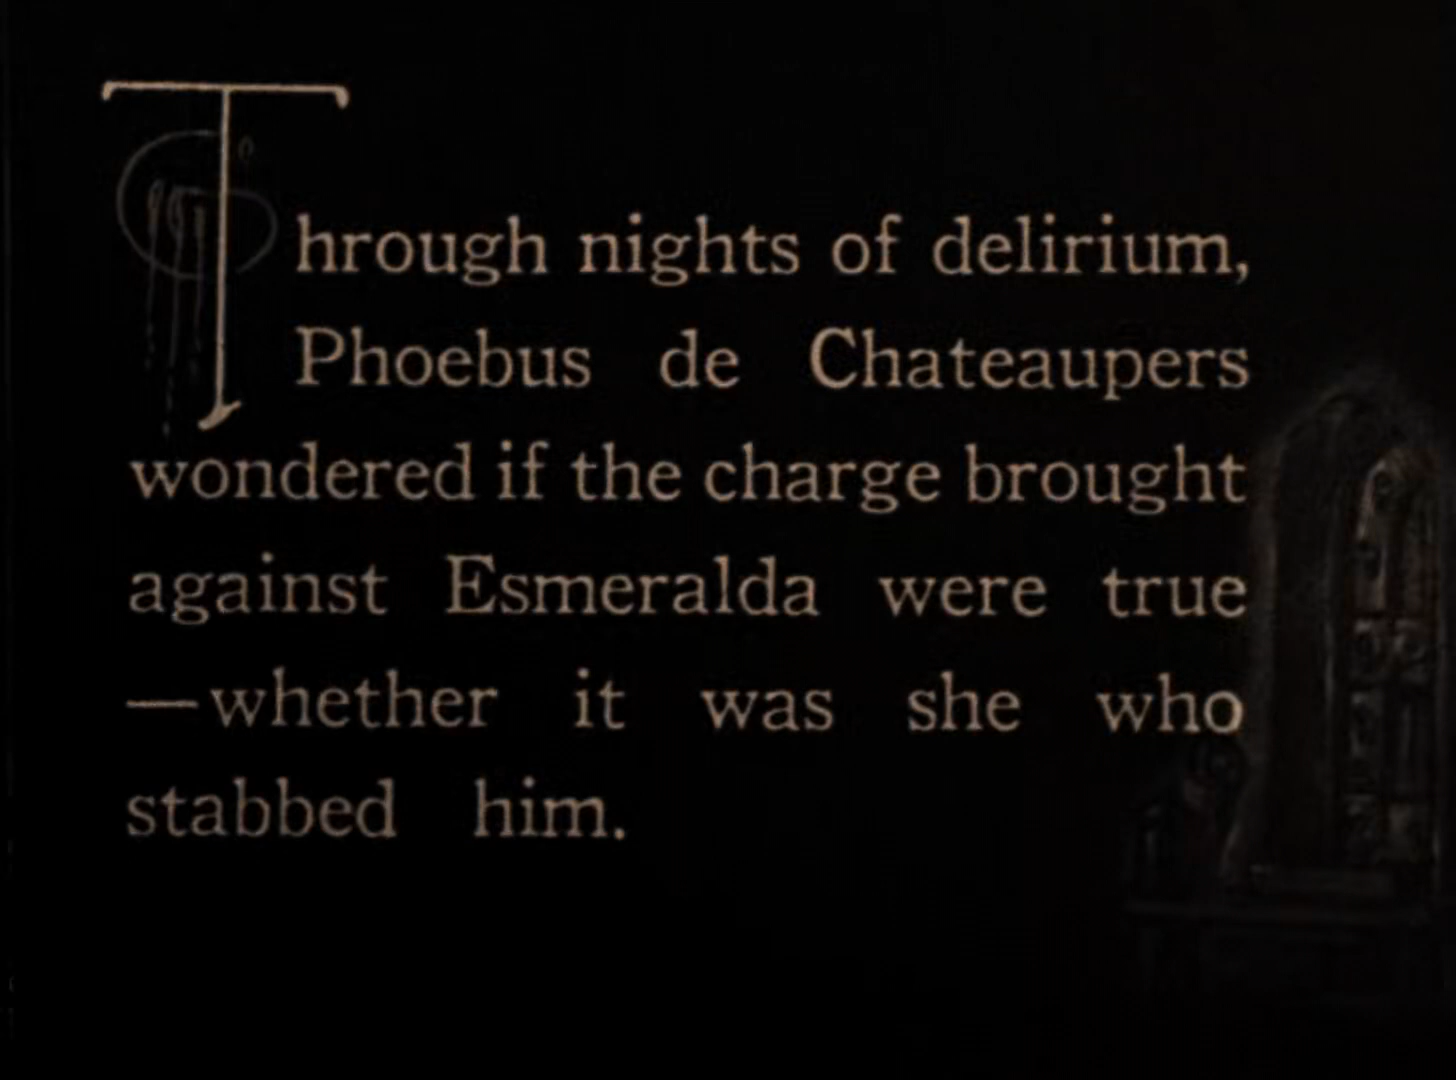 Through nights of delirium,
Phoebus de Chateaupers
wondered if the charge brought
against Esmeralda were true
—whether it was she who
stabbed him.